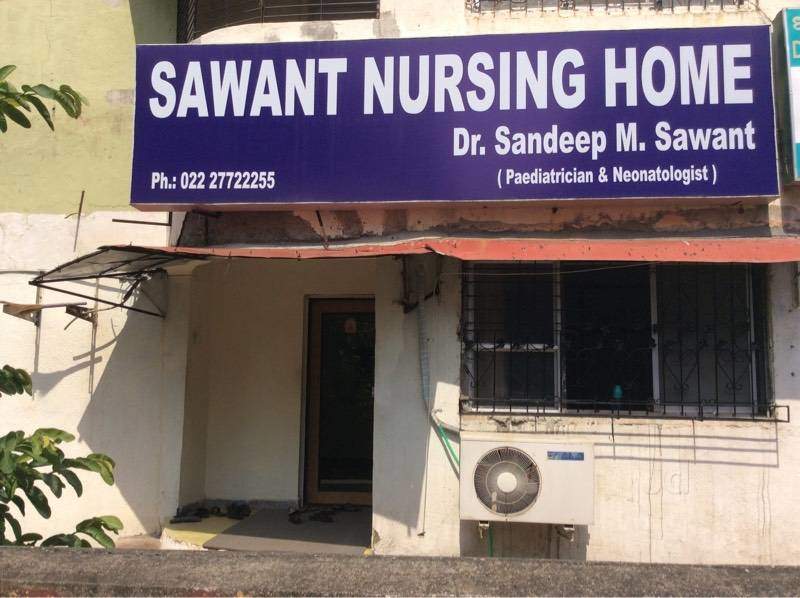 SAWANT NURSING HOME
Dr. Sandeep M. Sawant
Ph.: 022 27722255
( Paediatrician & Neonatologist )